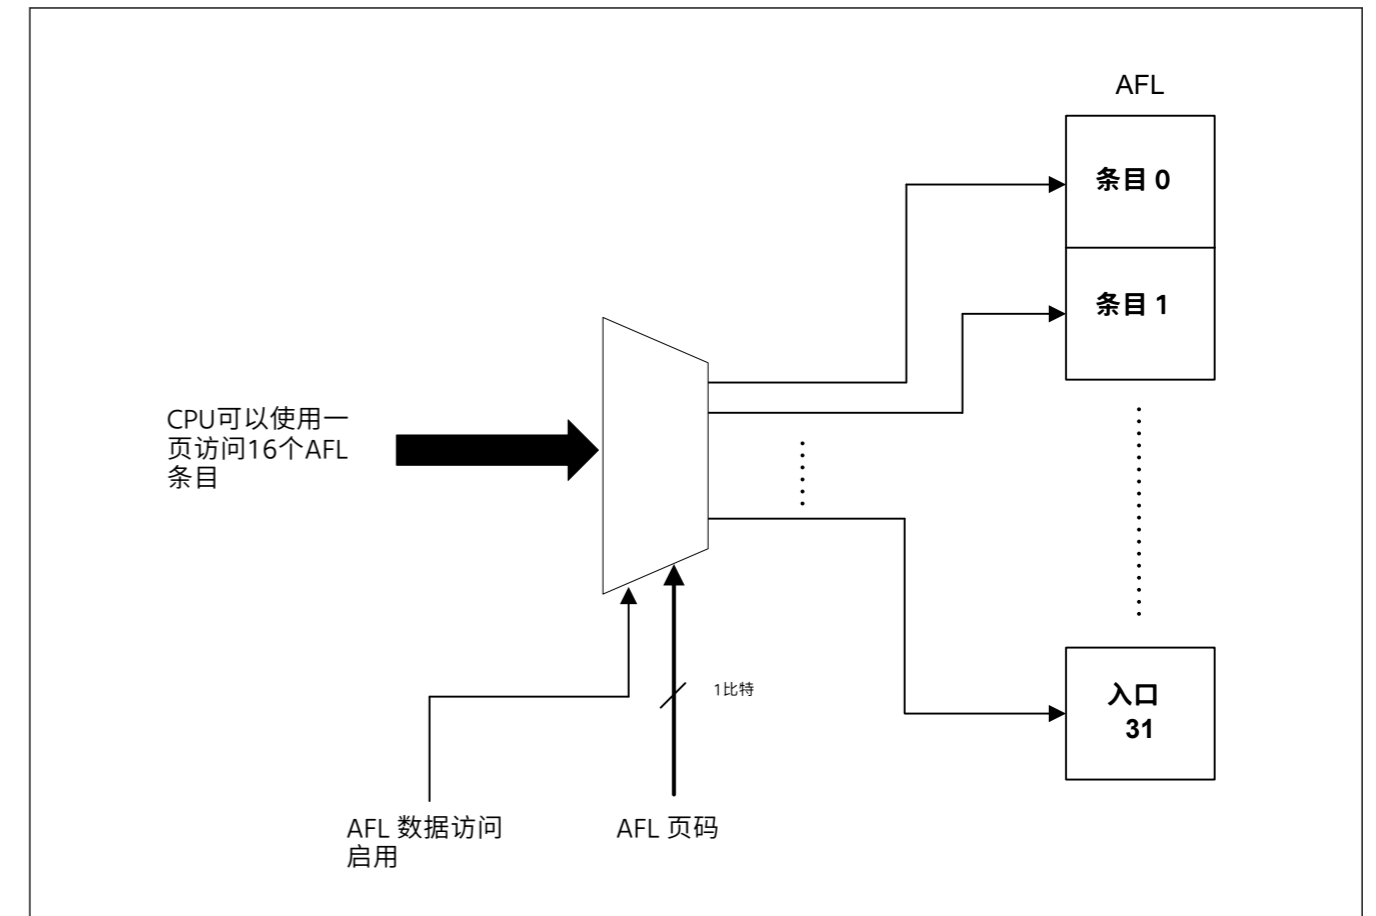 AFL
条目 0
条目 1
CPU可以使用一
页访问16个AFL
条目
1比特
入口
31
AFL 数据访问
启用
AFL 页码